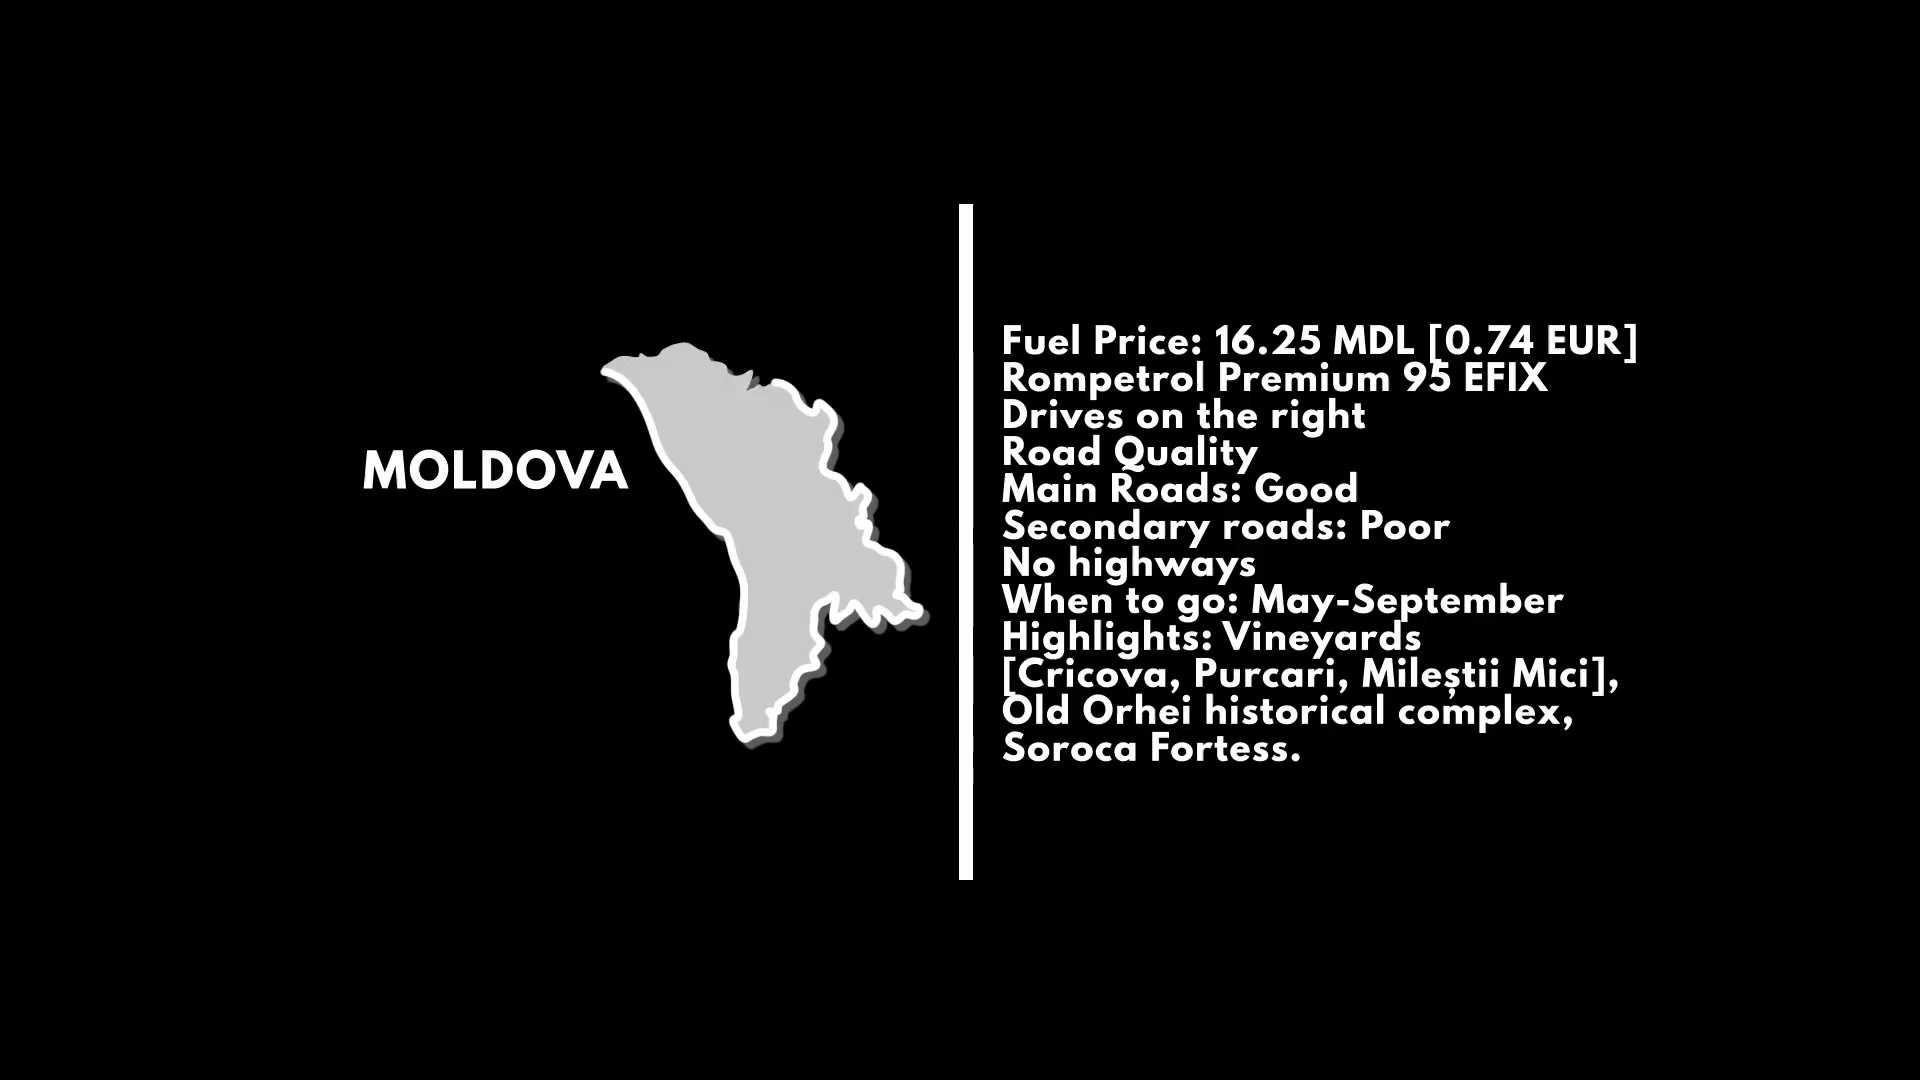 MOLDOVA
Fuel Price: 16.25 MDL [0.74 EUR]
Rompetrol Premium 95 EFIX
Drives on the right
Road Quality
Main Roads: Good
Secondary roads: Poor
No highways
When to go: May-September
Highlights: Vineyards
[Cricova, Purcari, Mileștii Mici],
Old Orhei historical complex,
Soroca Fortess.